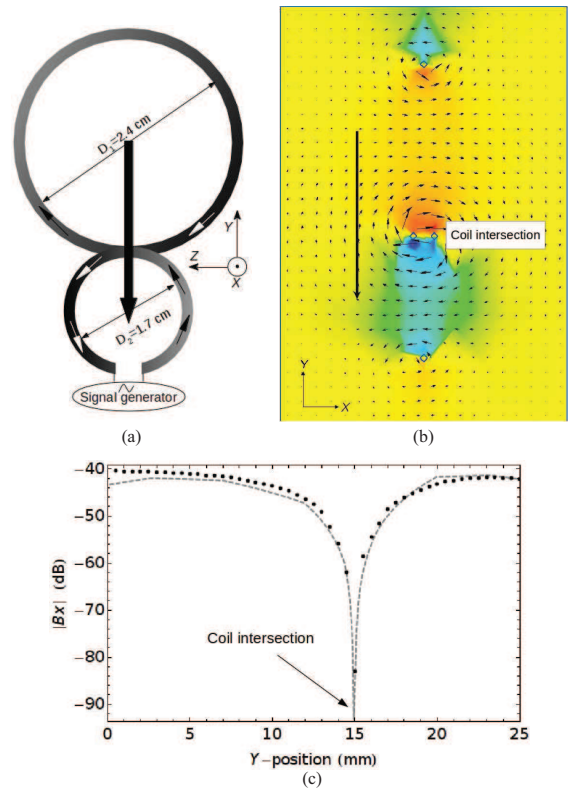 D₁=2.4 cm
Y
Z
X
D₂=1.7 cm
Signal generator
(a)
Coil intersection
Y
X
(b)
|Bx| (dB)
−40
−50
−60
−70
−80
−90
Coil intersection
0 5 10 15 20 25
Y−position (mm)
(c)